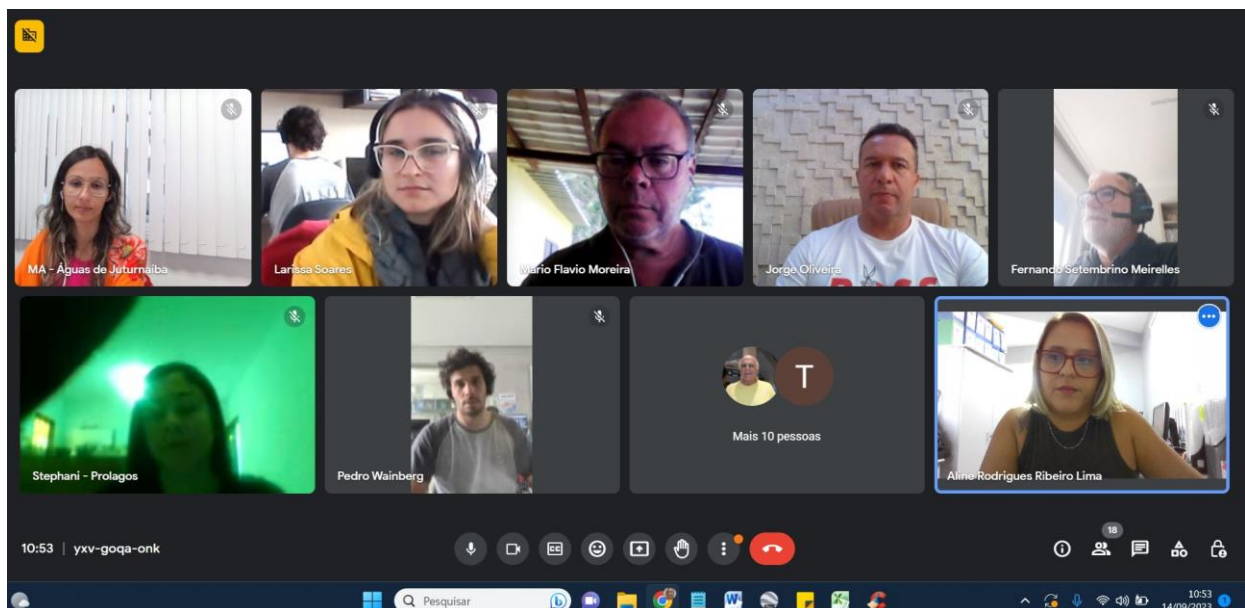 MA - Águas de Juturnaíba
Larissa Soares
Mario Flavio Moreira
Jorge Oliveira
Fernando Setembrino Meirelles
Stephani - Prolagos
Pedro Wainberg
T
Mais 10 pessoas
Aline Rodrigues Ribeiro Lima
10:53 | yxv-goqa-onk
CC
18
Pesquisar
10:53
14/09/2023